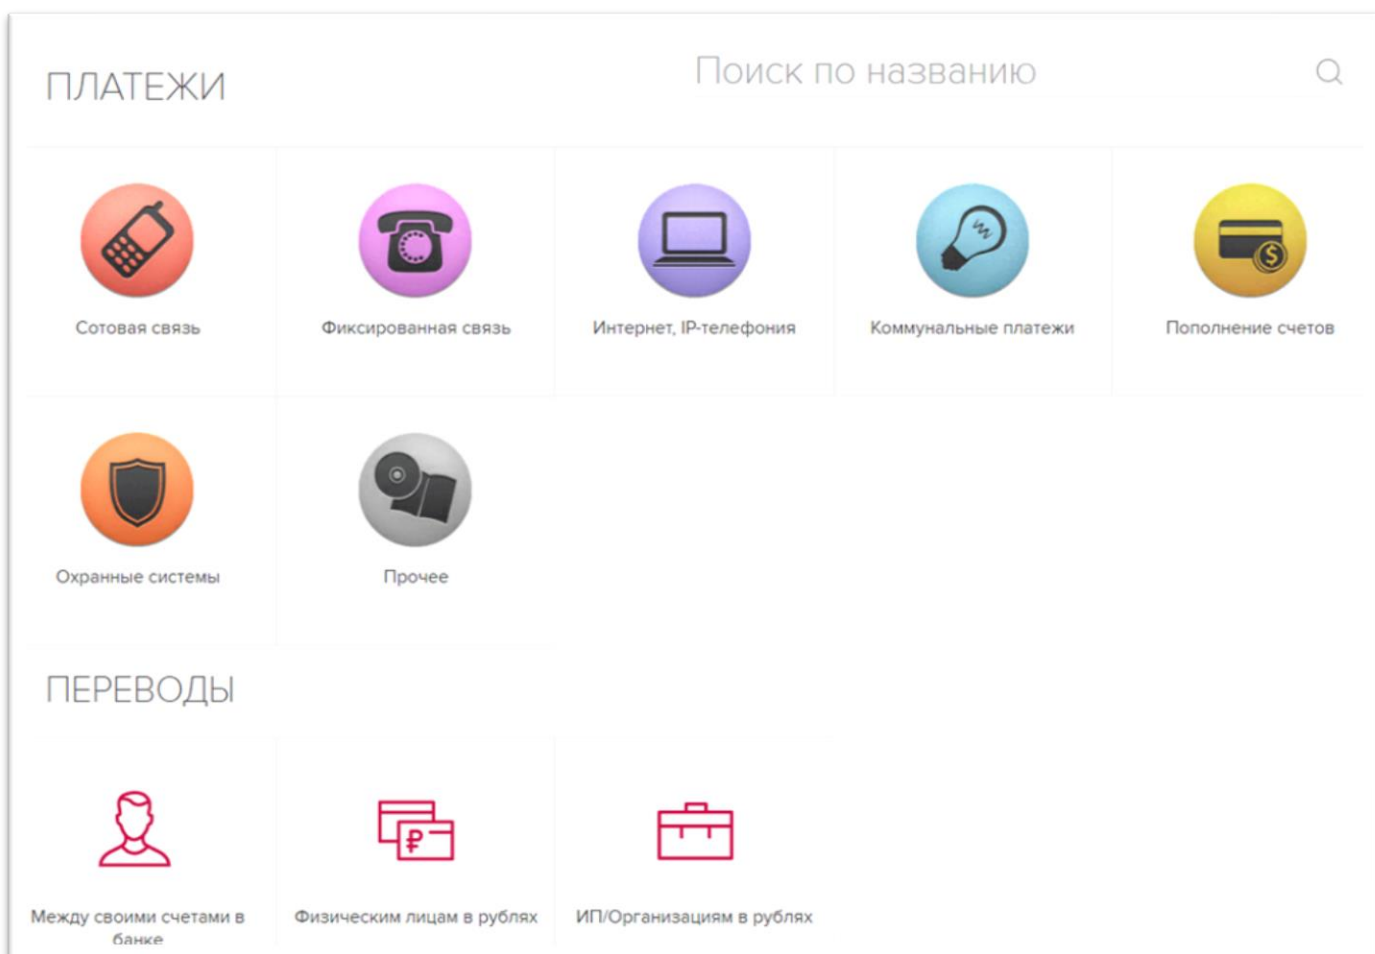 ПЛАТЕЖИ
Поиск по названию
Сотовая связь
Фиксированная связь
Интернет, IP-телефония
Коммунальные платежи
Пополнение счетов
Охранные системы
Прочее
ПЕРЕВОДЫ
Между своими счетами в
банке
Физическим лицам в рублях
ИП/Организациям в рублях